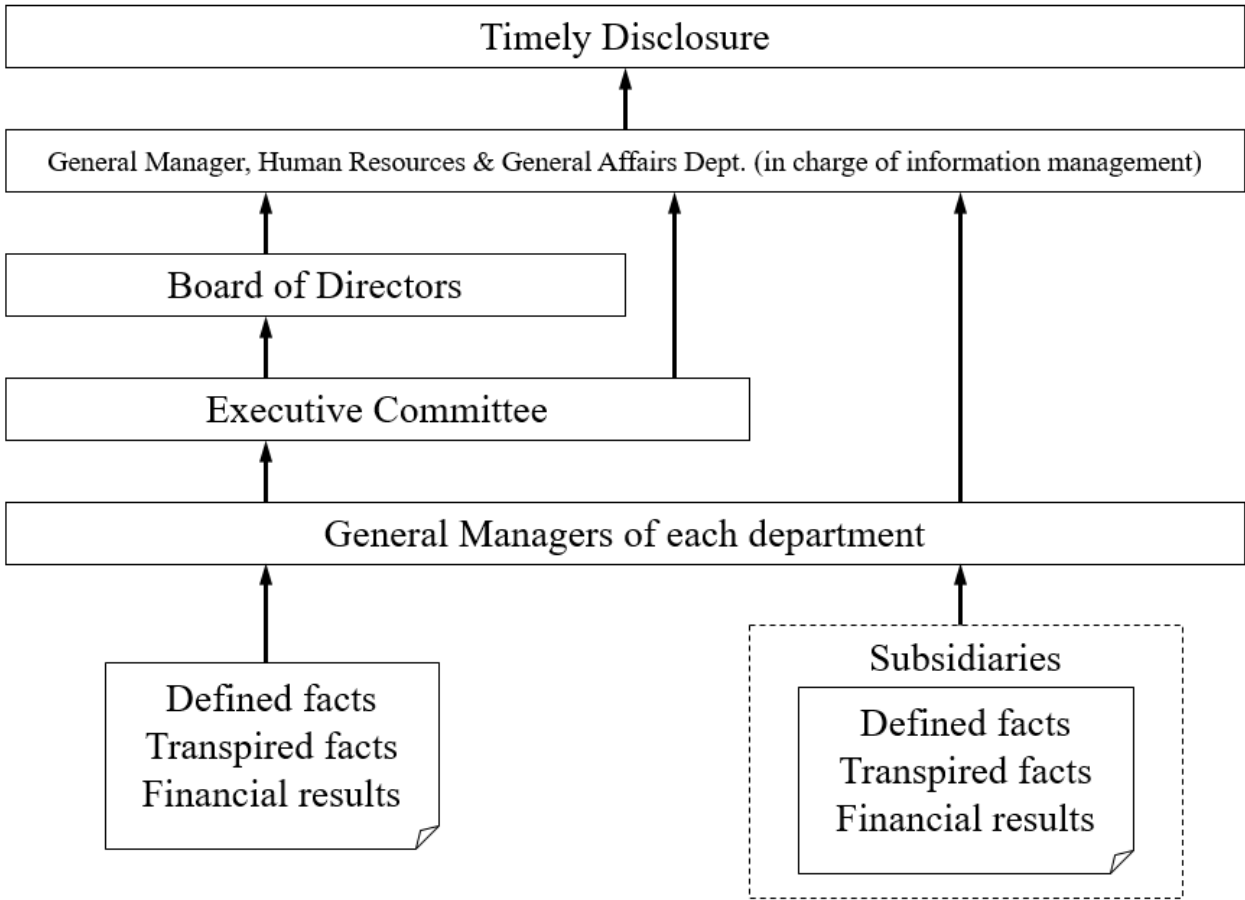 Timely Disclosure
General Manager, Human Resources & General Affairs Dept. (in charge of information management)
Board of Directors
Executive Committee
General Managers of each department
Defined facts
Transpired facts
Financial results
Subsidiaries
Defined facts
Transpired facts
Financial results